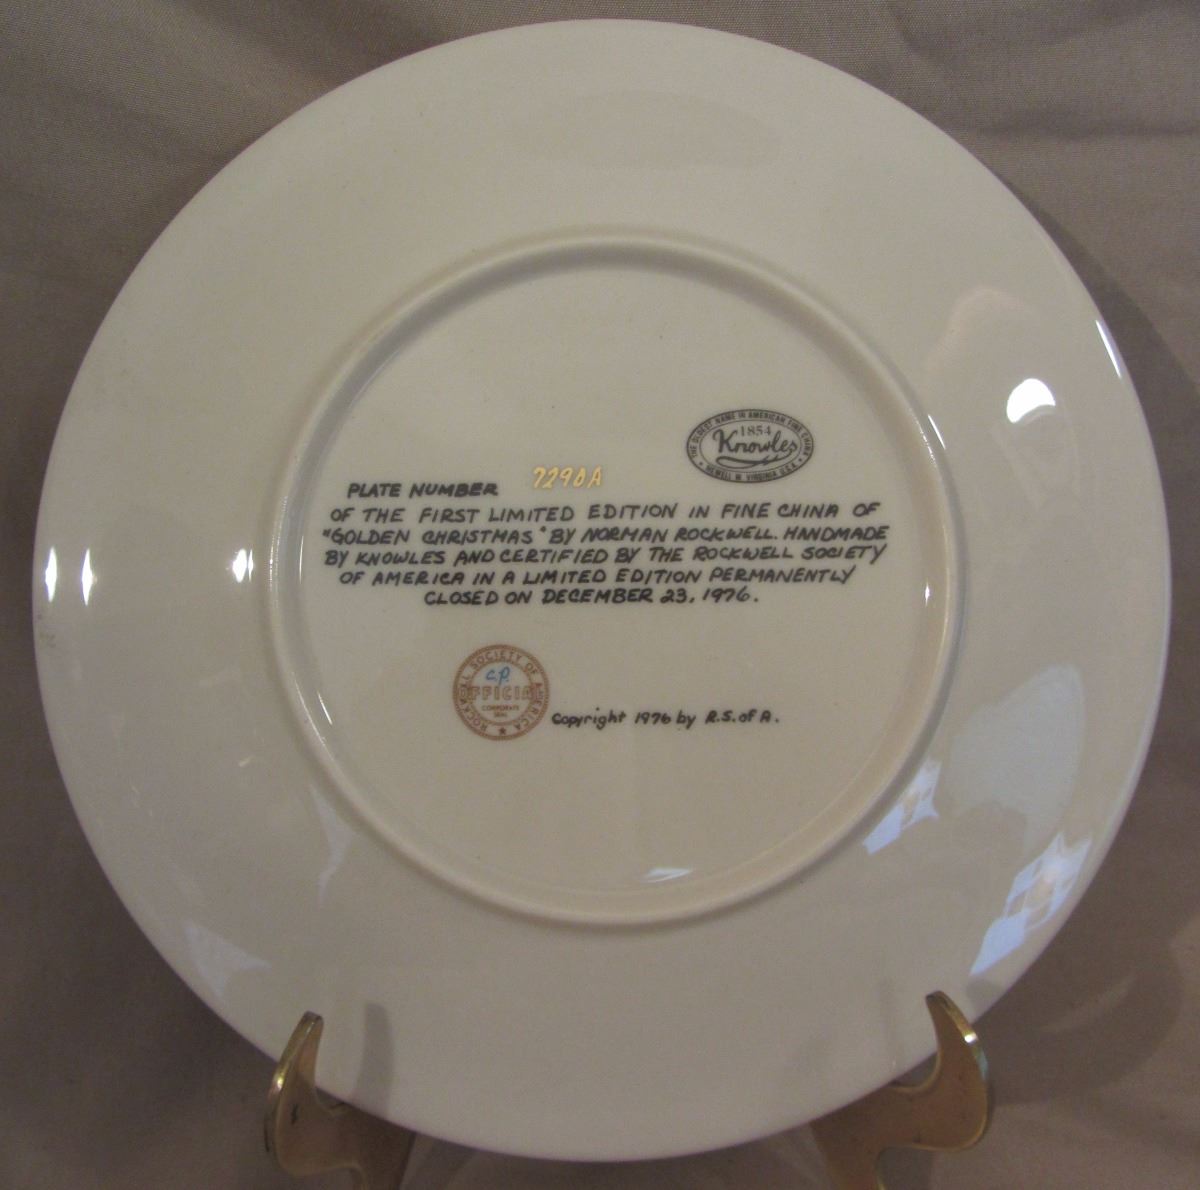 THE OLDEST NAME IN AMERICAN FINE CHINA
1854
Knowles
NEWELL W. VIRGINIA U.S.A.
PLATE NUMBER 7290A
OF THE FIRST LIMITED EDITION IN FINE CHINA OF
"GOLDEN CHRISTMAS" BY NORMAN ROCKWELL. HANDMADE
BY KNOWLES AND CERTIFIED BY THE ROCKWELL SOCIETY
OF AMERICA IN A LIMITED EDITION PERMANENTLY
CLOSED ON DECEMBER 23, 1976.
ROCKWELL SOCIETY OF AMERICA
C.P.
OFFICIAL
CORPORATE
SEAL
Copyright 1976 by R.S. of A.